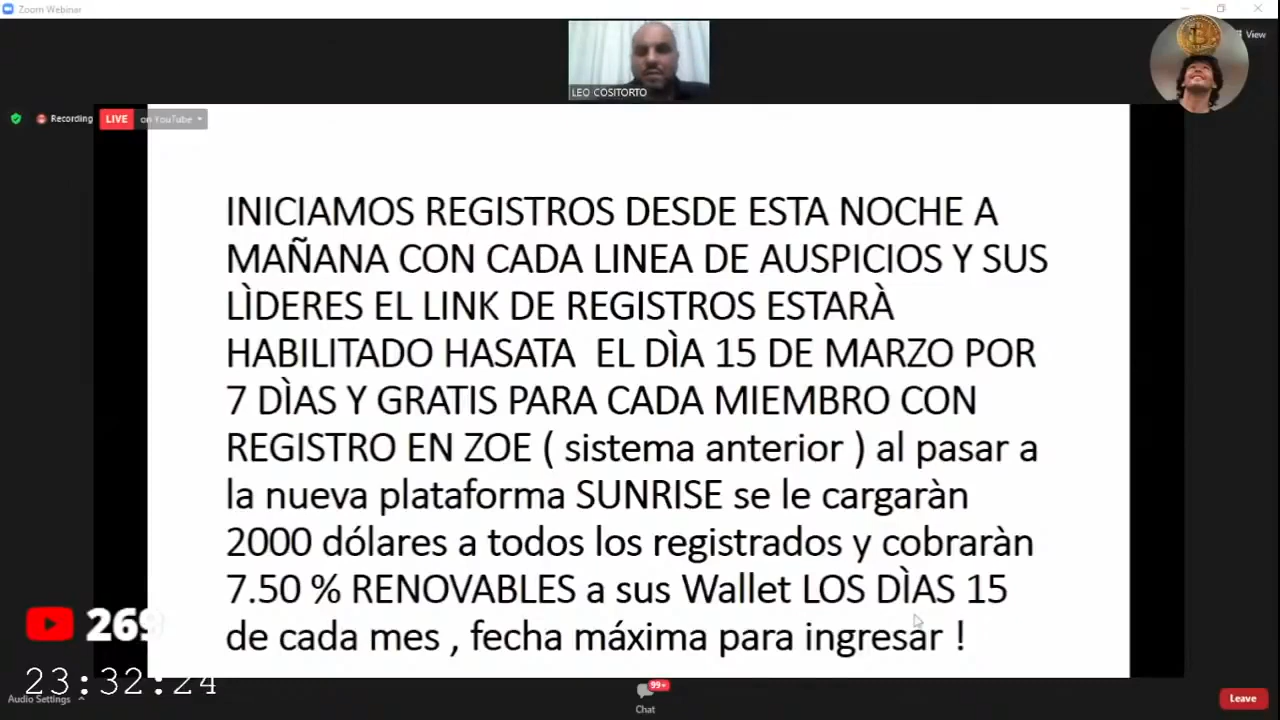 Zoom Webinar
View
LEO COSITORTO
Recording
LIVE on YouTube
INICIAMOS REGISTROS DESDE ESTA NOCHE A
MAÑANA CON CADA LINEA DE AUSPICIOS Y SUS
LÌDERES EL LINK DE REGISTROS ESTARÀ
HABILITADO HASATA EL DÌA 15 DE MARZO POR
7 DÌAS Y GRATIS PARA CADA MIEMBRO CON
REGISTRO EN ZOE ( sistema anterior ) al pasar a
la nueva plataforma SUNRISE se le cargaràn
2000 dólares a todos los registrados y cobraràn
7.50 % RENOVABLES a sus Wallet LOS DÌAS 15
de cada mes , fecha máxima para ingresar !
269
23:32:24
Audio Settings
99+
Chat
Leave